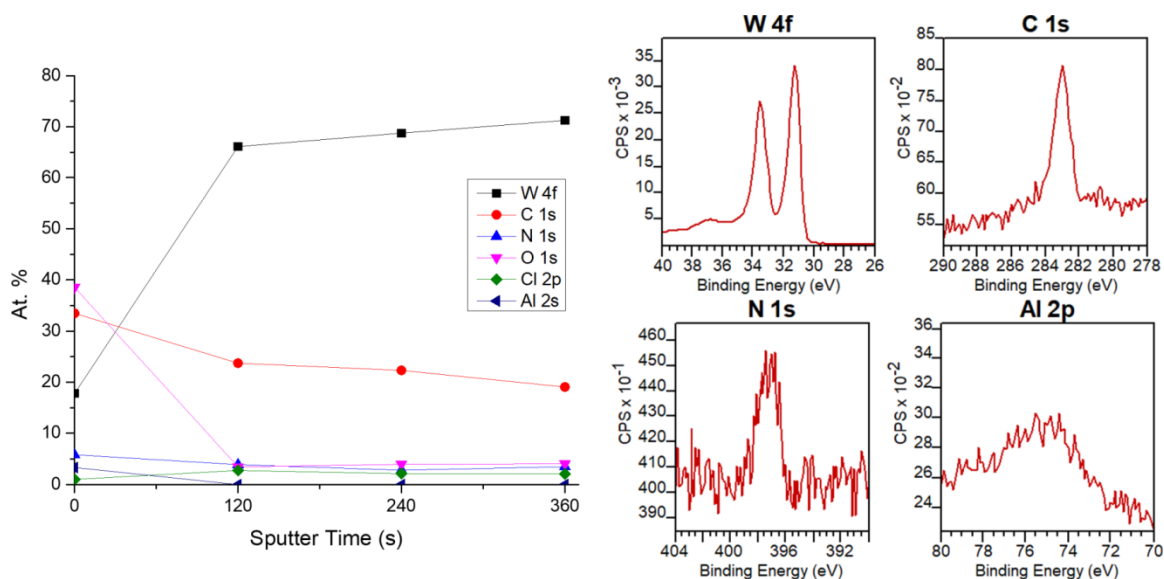 At. %
80
70
60
50
40
30
20
10
0
0 120 240 360
Sputter Time (s)
W 4f
C 1s
N 1s
O 1s
Cl 2p
Al 2s
W 4f
CPS x 10⁻³
35
30
25
20
15
10
5
40 38 36 34 32 30 28 26
Binding Energy (eV)
C 1s
CPS x 10⁻²
85
80
75
70
65
60
55
290 289 287 285 283 281 280 278
Binding Energy (eV)
N 1s
CPS x 10⁻¹
460
450
440
430
420
410
400
390
404 400 396 392
Binding Energy (eV)
Al 2p
CPS x 10⁻²
36
34
32
30
28
26
24
80 78 76 74 72 70
Binding Energy (eV)